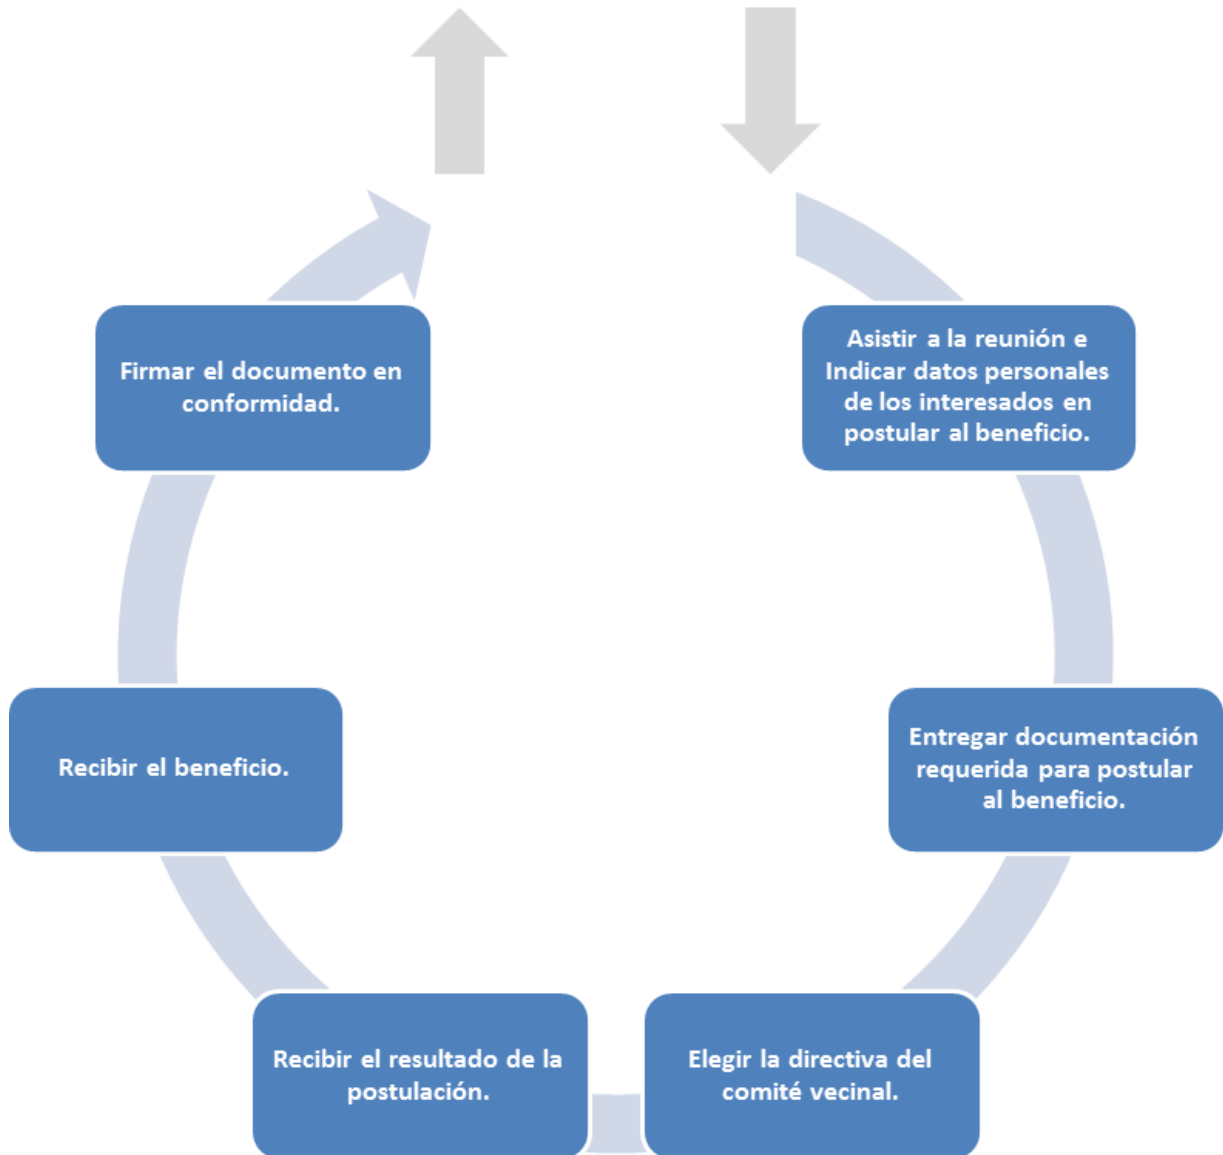 Asistir a la reunión e
Indicar datos personales
de los interesados en
postular al beneficio.
Entregar documentación
requerida para postular
al beneficio.
Elegir la directiva del
comité vecinal.
Recibir el resultado de la
postulación.
Recibir el beneficio.
Firmar el documento en
conformidad.